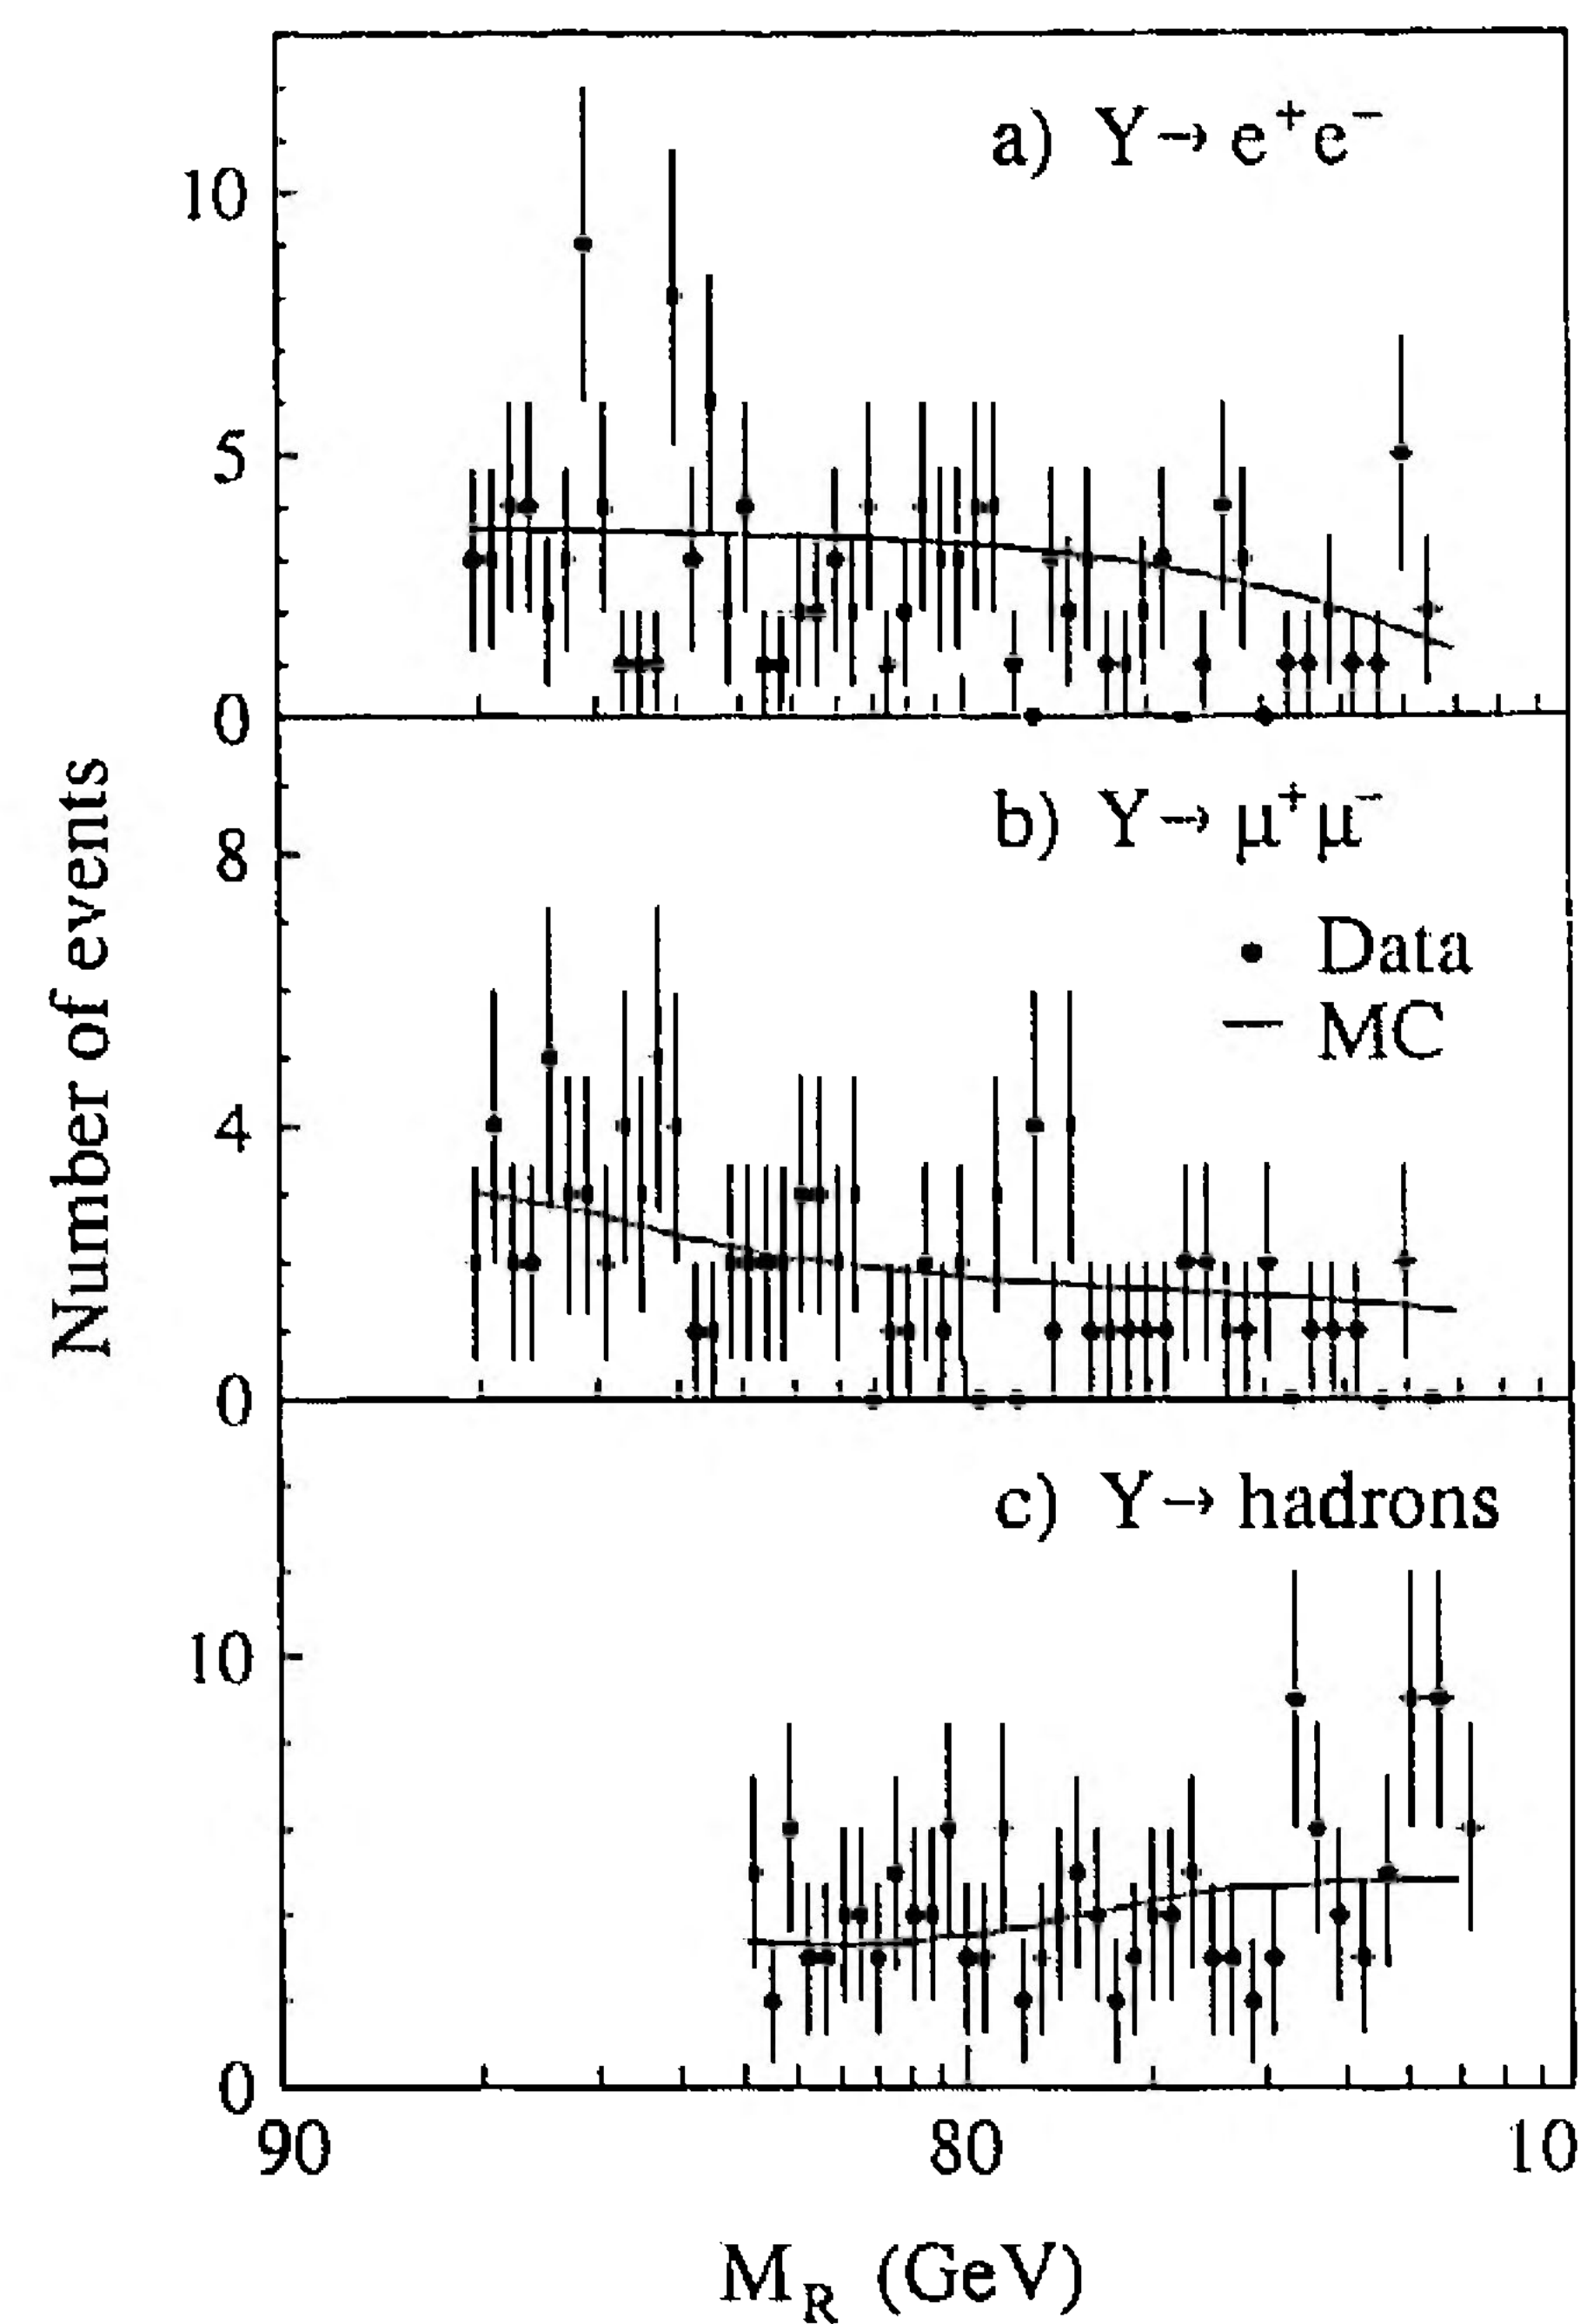 a) Y→ e⁺e⁻
10
5
0
b) Y→ μ⁺μ⁻
8
• Data
— MC
4
0
c) Y→ hadrons
10
0
90 80 10
M_R (GeV)
Number of events